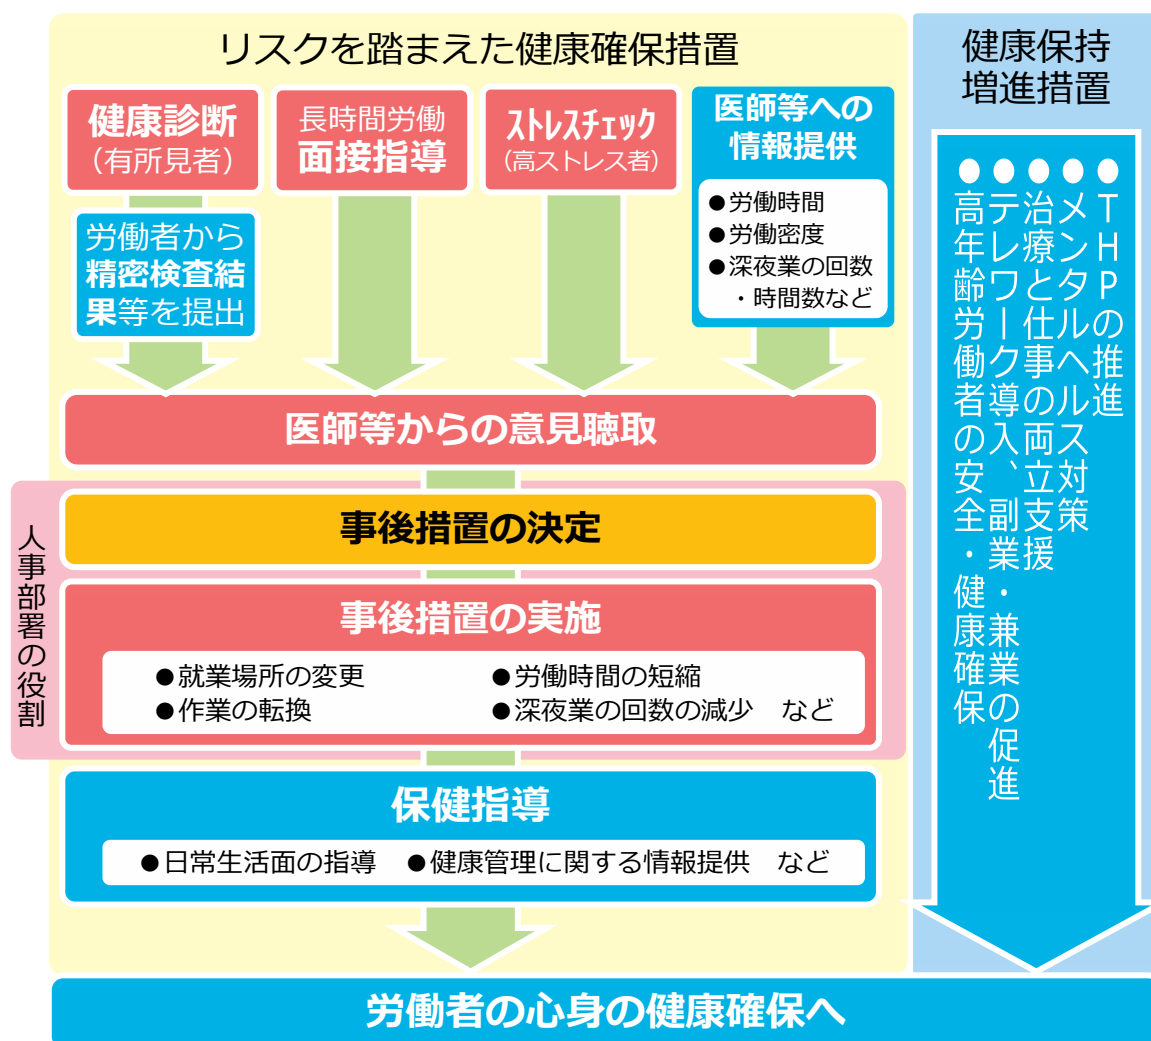 リスクを踏まえた健康確保措置
健康診断
（有所見者）
長時間労働
面接指導
ストレスチェック
（高ストレス者）
医師等への
情報提供
●労働時間
●労働密度
●深夜業の回数
・時間数など
労働者から
精密検査結
果等を提出
医師等からの意見聴取
人事部署の役割
事後措置の決定
事後措置の実施
●就業場所の変更
●労働時間の短縮
●作業の転換
●深夜業の回数の減少　など
保健指導
●日常生活面の指導　●健康管理に関する情報提供　など
健康保持
増進措置
●THPの推進
●メンタルヘルス対策
●治療と仕事の両立支援
●テレワーク導入、副業・兼業の促進
●高年齢労働者の安全・健康確保
労働者の心身の健康確保へ